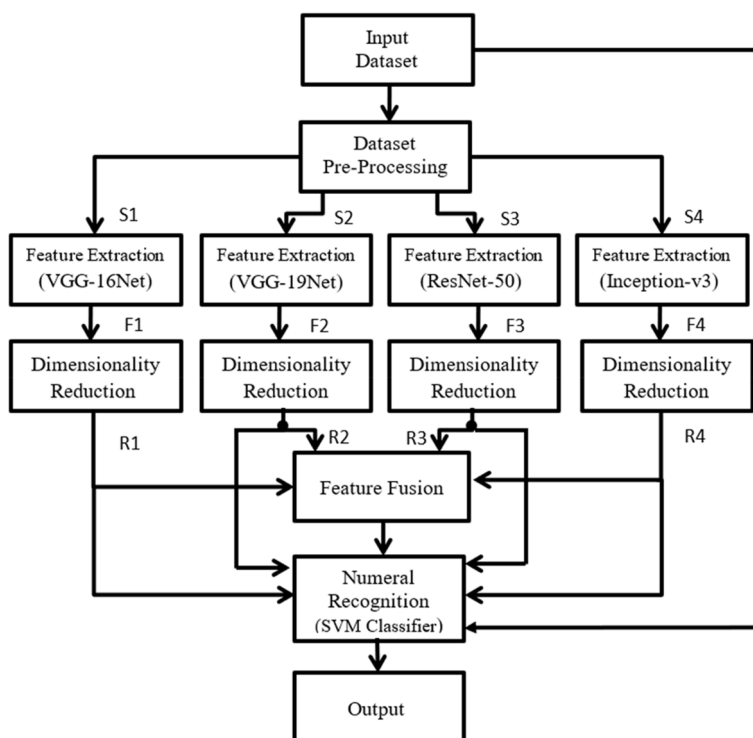 Input
Dataset
Dataset
Pre-Processing
S1
S2
S3
S4
Feature Extraction
(VGG-16Net)
Feature Extraction
(VGG-19Net)
Feature Extraction
(ResNet-50)
Feature Extraction
(Inception-v3)
F1
F2
F3
F4
Dimensionality
Reduction
Dimensionality
Reduction
Dimensionality
Reduction
Dimensionality
Reduction
R1
R2
R3
R4
Feature Fusion
Numeral
Recognition
(SVM Classifier)
Output